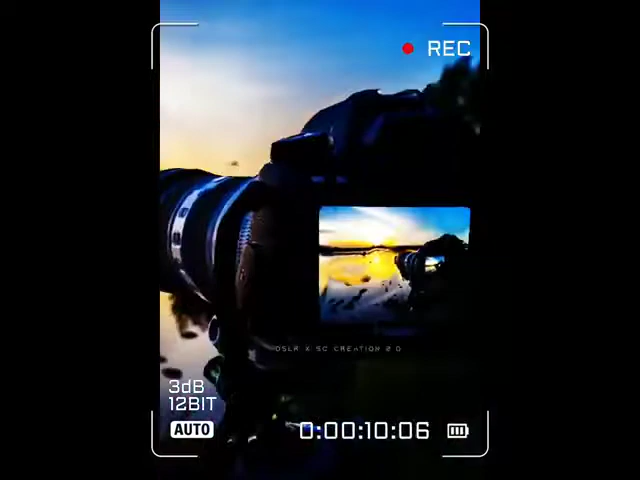 REC
DSLR X SC CREATION 2.0
3dB
12BIT
AUTO
0:00:10:06